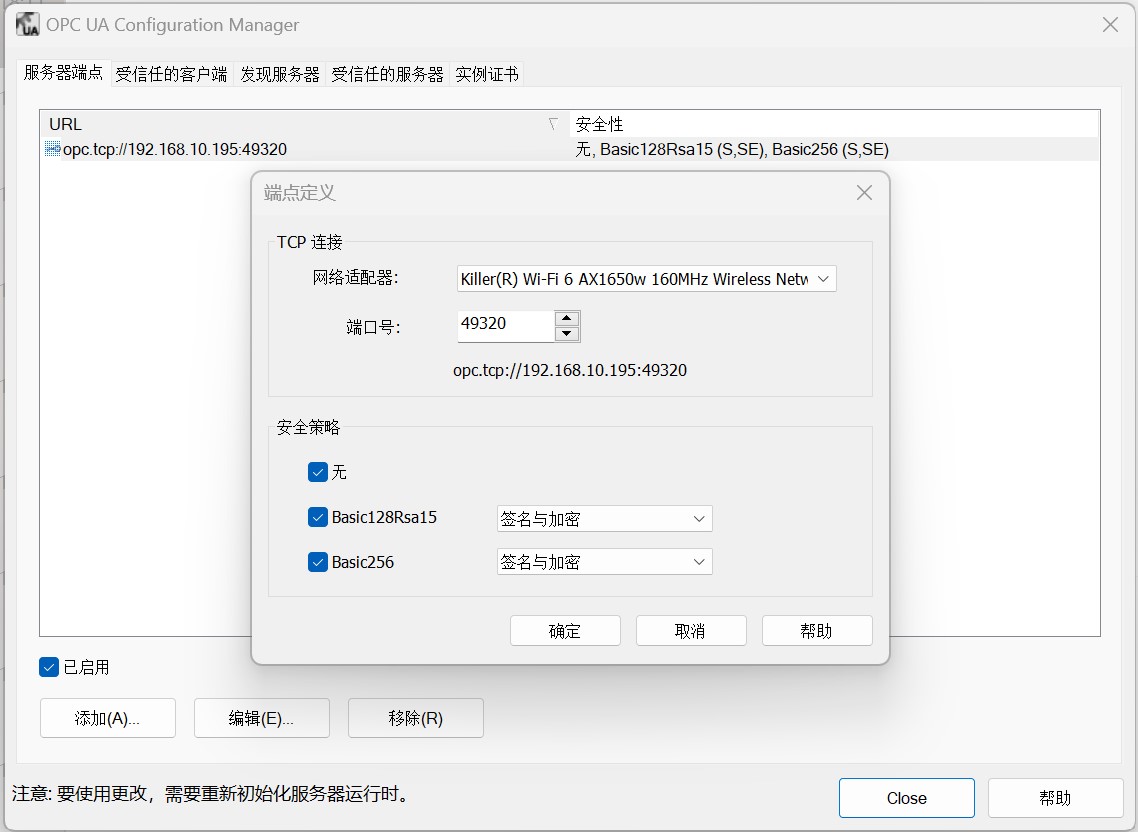 OPC UA Configuration Manager
服务器端点 受信任的客户端 发现服务器 受信任的服务器 实例证书
URL 安全性
opc.tcp://192.168.10.195:49320 无, Basic128Rsa15 (S,SE), Basic256 (S,SE)
端点定义
TCP 连接
网络适配器: Killer(R) Wi-Fi 6 AX1650w 160MHz Wireless Netw
端口号: 49320
opc.tcp://192.168.10.195:49320
安全策略
无
Basic128Rsa15 签名与加密
Basic256 签名与加密
确定 取消 帮助
已启用
添加(A)... 编辑(E)... 移除(R)
注意: 要使用更改，需要重新初始化服务器运行时。
Close 帮助